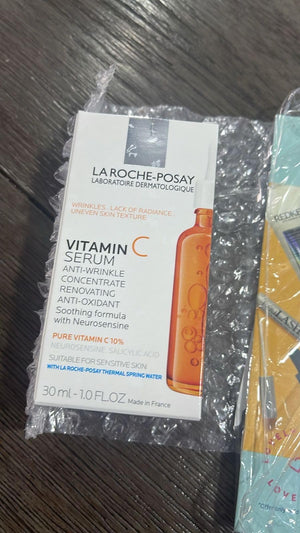 LA ROCHE-POSAY
LABORATOIRE DERMATOLOGIQUE
WRINKLES... LACK OF RADIANCE...
UNEVEN SKIN TEXTURE
VITAMIN C
SERUM
ANTI-WRINKLE
CONCENTRATE
RENOVATING
ANTI-OXIDANT
Soothing formula
with Neurosensine
PURE VITAMIN C 10%
NEUROSENSINE SALICYLIC ACID
SUITABLE FOR SENSITIVE SKIN
WITH LA ROCHE-POSAY THERMAL SPRING WATER
30 ml - 1.0 FL.OZ Made in France
LOVE